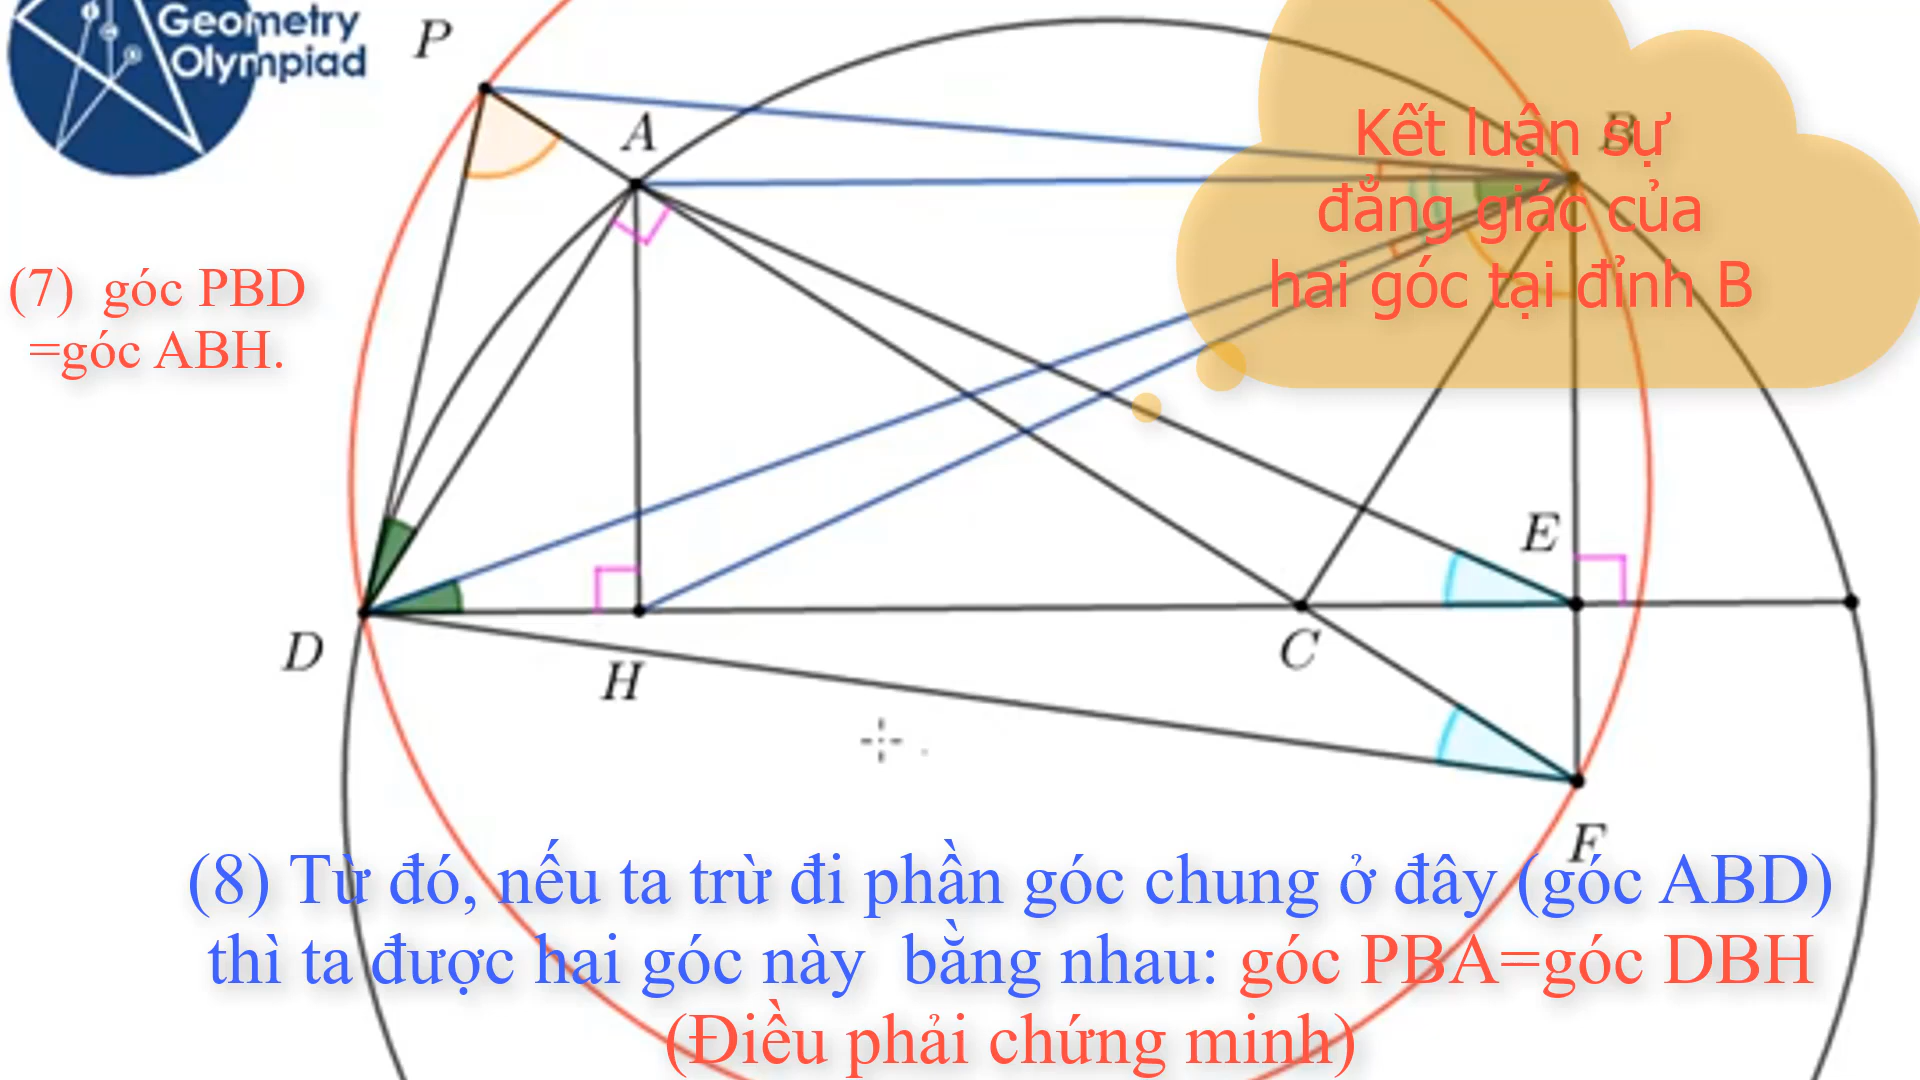 Geometry
Olympiad
P
A
B
Kết luận sự
đẳng giác của
hai góc tại đỉnh B
(7) góc PBD
=góc ABH.
E
D
H
C
F
(8) Từ đó, nếu ta trừ đi phần góc chung ở đây (góc ABD)
thì ta được hai góc này bằng nhau: góc PBA=góc DBH
(Điều phải chứng minh)